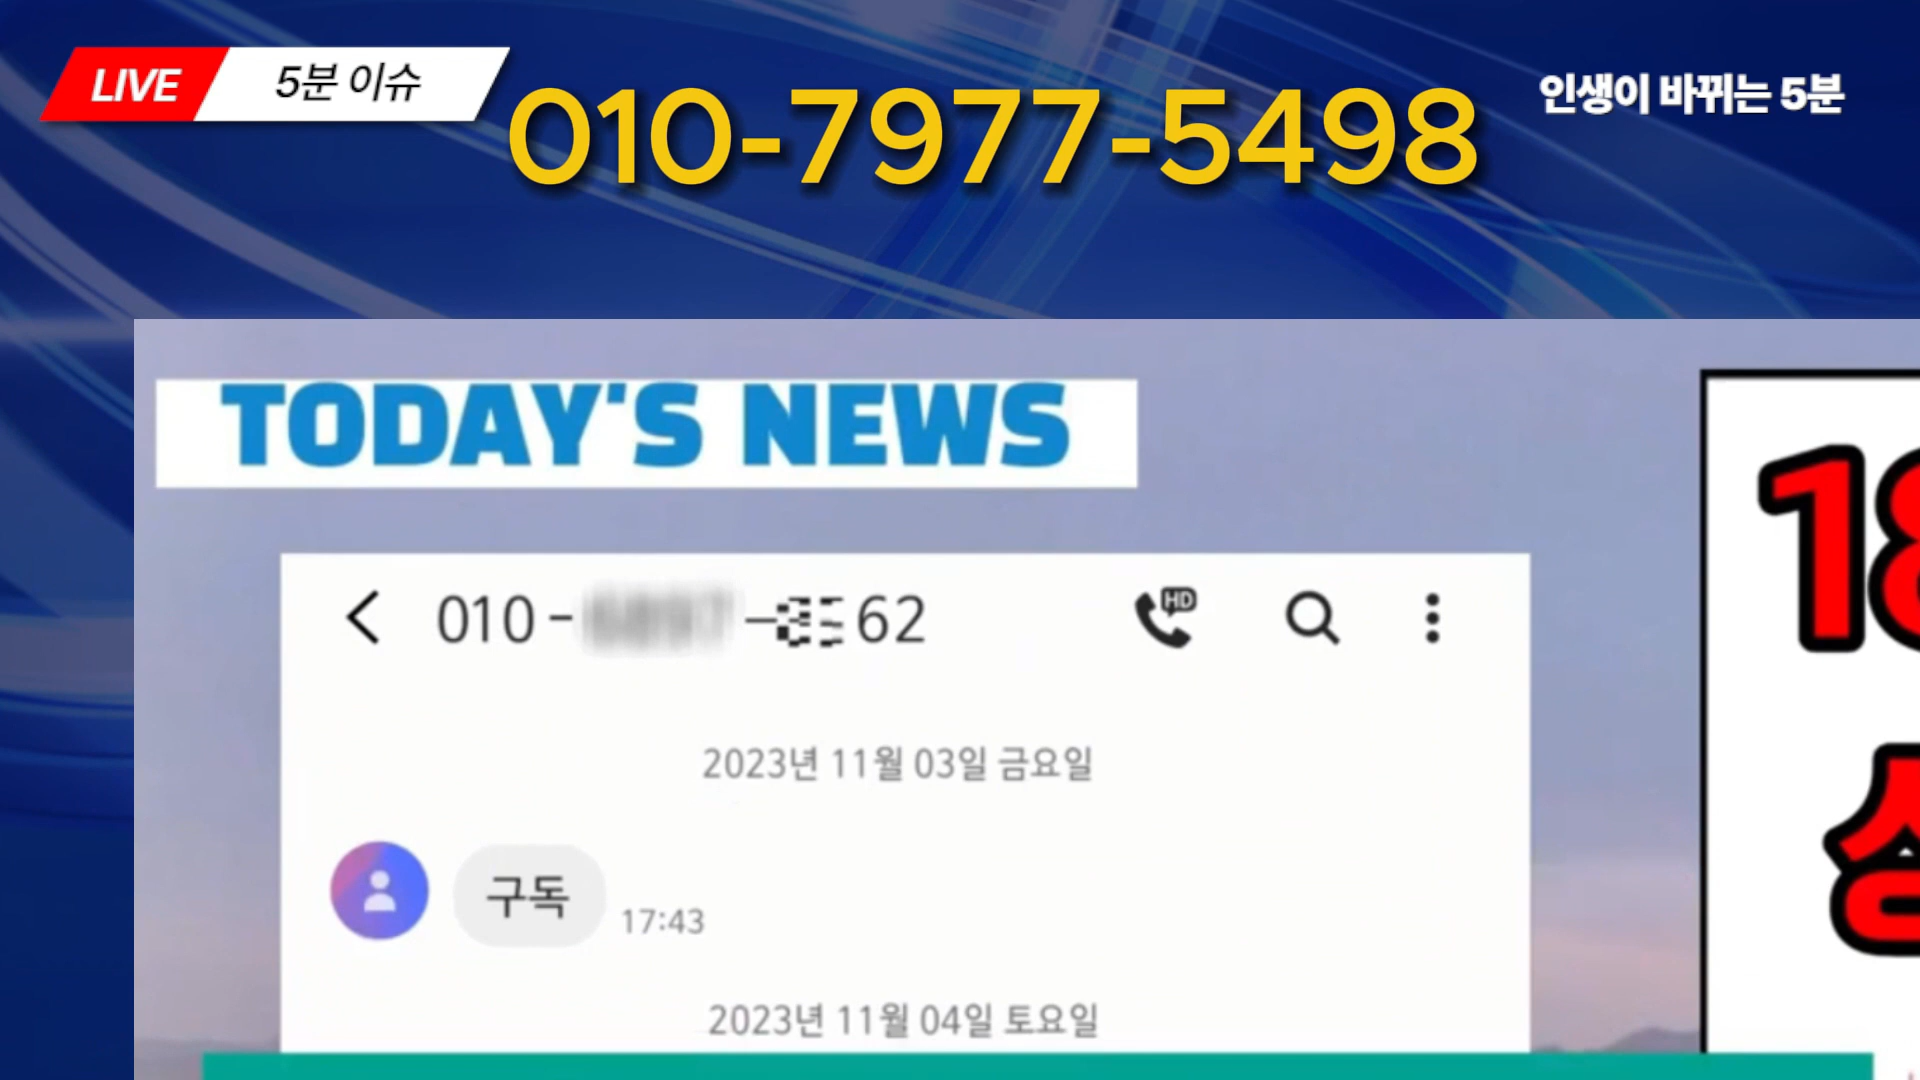 LIVE 5분 이슈
010-7977-5498
인생이 바뀌는 5분
TODAY'S NEWS
010- - 62
HD
2023년 11월 03일 금요일
구독 17:43
2023년 11월 04일 토요일